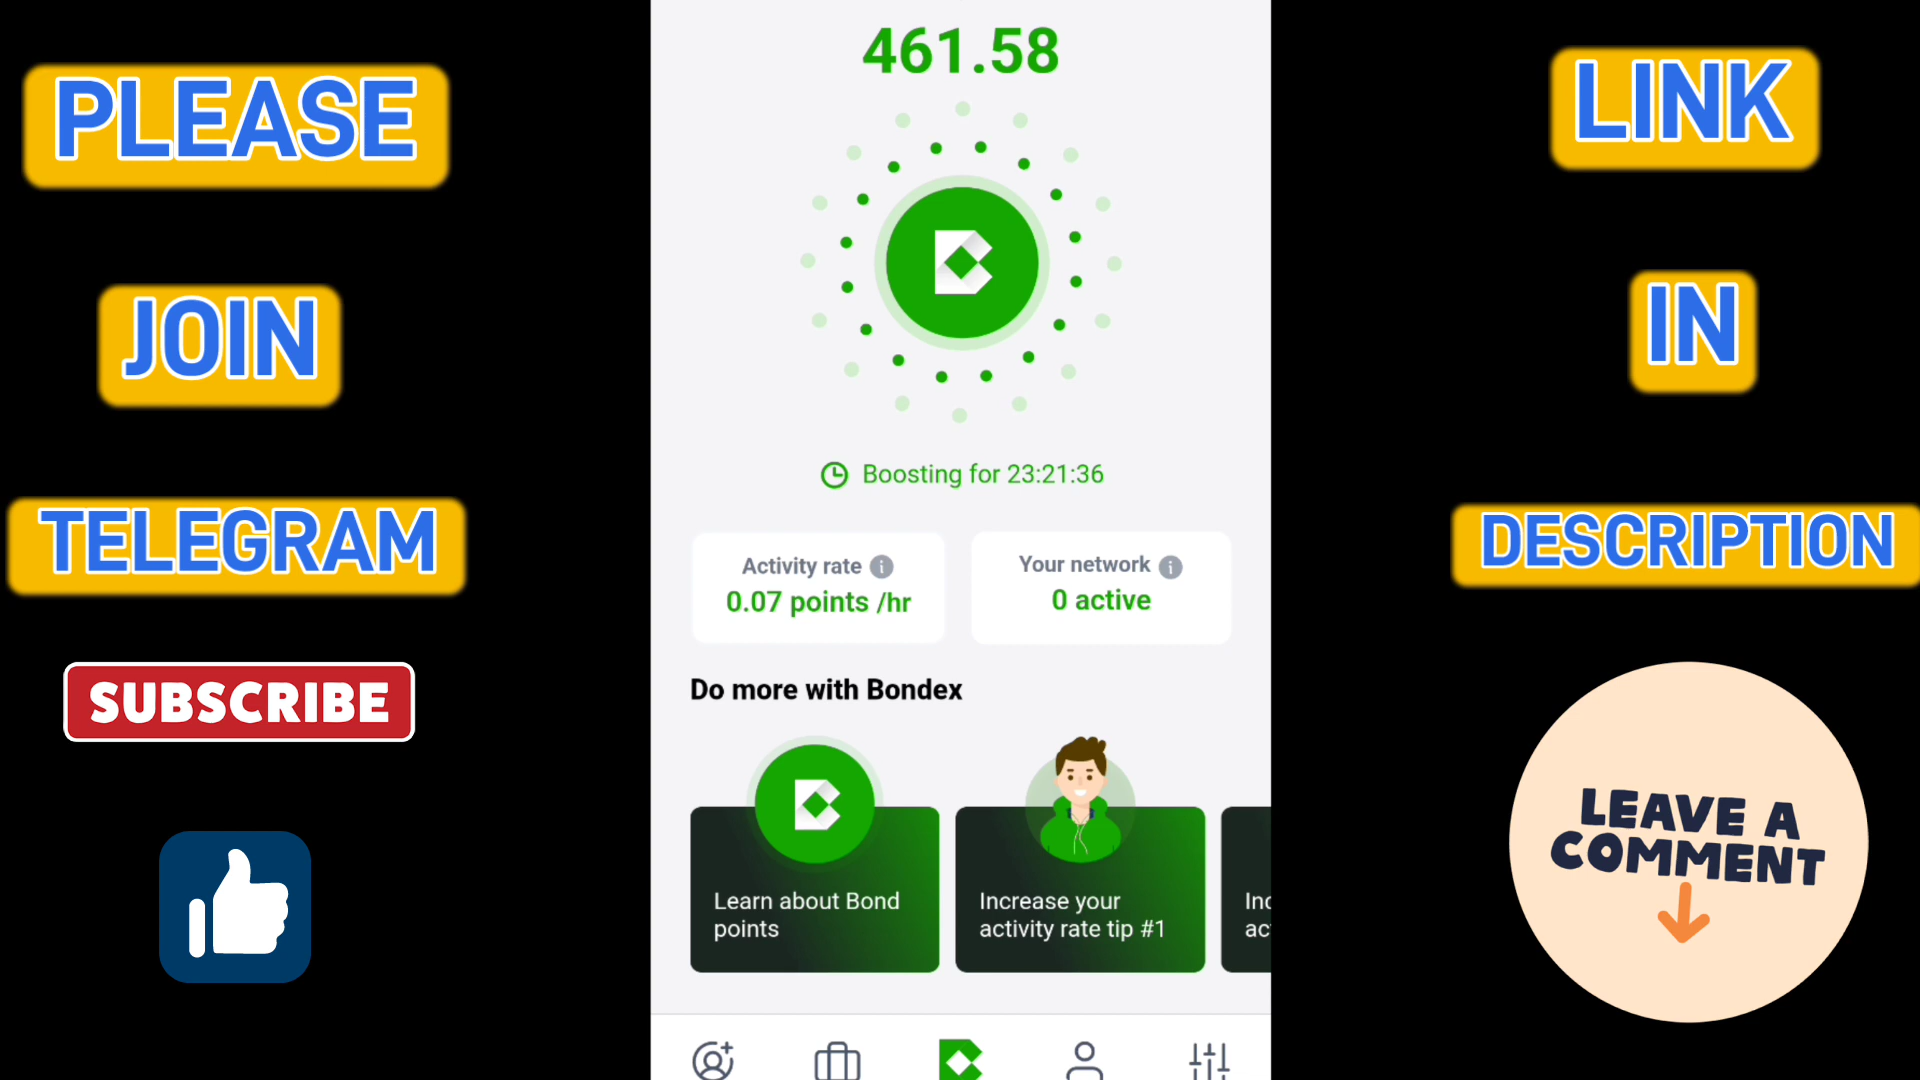 PLEASE
JOIN
TELEGRAM
SUBSCRIBE
461.58
Boosting for 23:21:36
Activity rate
0.07 points /hr
Your network
0 active
Do more with Bondex
Learn about Bond
points
Increase your
activity rate tip #1
LINK
IN
DESCRIPTION
LEAVE A
COMMENT